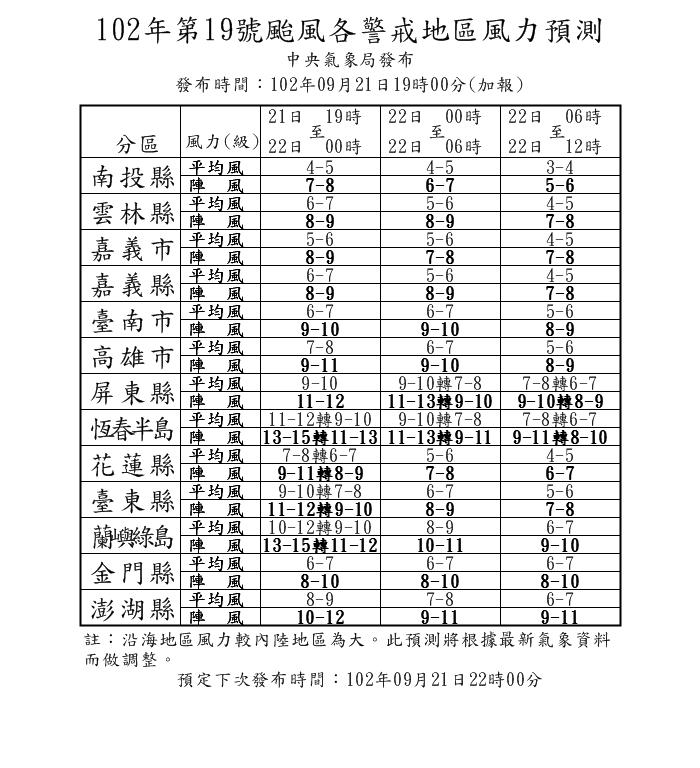 102年第19號颱風各警戒地區風力預測
中央氣象局發布
發布時間：102年09月21日19時00分(加報)
分區 風力(級) 21日 19時 至 22日 00時 22日 00時 至 22日 06時 22日 06時 至 22日 12時
南投縣 平均風 4-5 4-5 3-4
陣 風 7-8 6-7 5-6
雲林縣 平均風 6-7 5-6 4-5
陣 風 8-9 8-9 7-8
嘉義市 平均風 5-6 5-6 4-5
陣 風 8-9 7-8 7-8
嘉義縣 平均風 6-7 5-6 4-5
陣 風 8-9 8-9 7-8
臺南市 平均風 6-7 6-7 5-6
陣 風 9-10 9-10 8-9
高雄市 平均風 7-8 6-7 5-6
陣 風 9-11 9-10 8-9
屏東縣 平均風 9-10 9-10轉7-8 7-8轉6-7
陣 風 11-12 11-13轉9-10 9-10轉8-9
恆春半島 平均風 11-12轉9-10 9-10轉7-8 7-8轉6-7
陣 風 13-15轉11-13 11-13轉9-11 9-11轉8-10
花蓮縣 平均風 7-8轉6-7 5-6 4-5
陣 風 9-11轉8-9 7-8 6-7
臺東縣 平均風 9-10轉7-8 6-7 5-6
陣 風 11-12轉9-10 8-9 7-8
蘭嶼綠島 平均風 10-12轉9-10 8-9 6-7
陣 風 13-15轉11-12 10-11 9-10
金門縣 平均風 6-7 6-7 6-7
陣 風 8-10 8-10 8-10
澎湖縣 平均風 8-9 7-8 6-7
陣 風 10-12 9-11 9-11
註：沿海地區風力較內陸地區為大。此預測將根據最新氣象資料
而做調整。
預定下次發布時間：102年09月21日22時00分